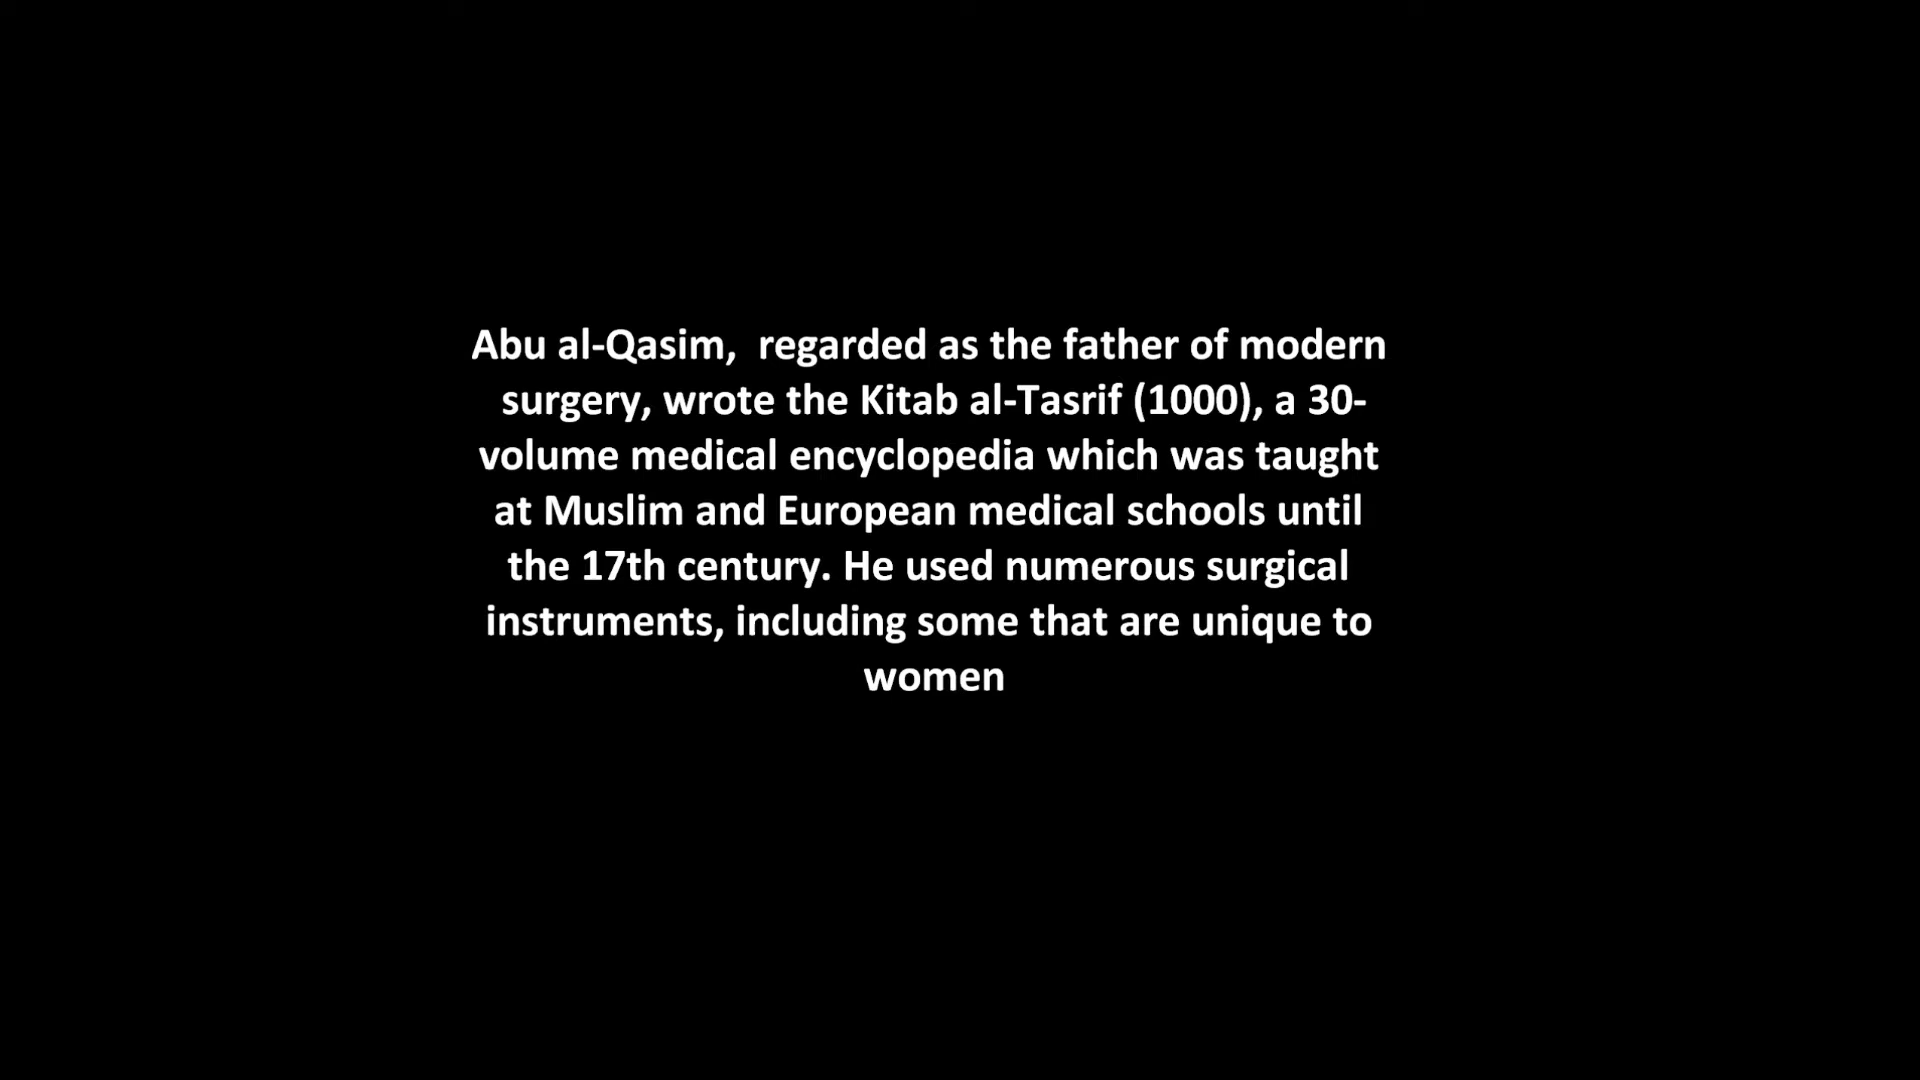 Abu al-Qasim,  regarded as the father of modern
surgery, wrote the Kitab al-Tasrif (1000), a 30-
volume medical encyclopedia which was taught
at Muslim and European medical schools until
the 17th century. He used numerous surgical
instruments, including some that are unique to
women